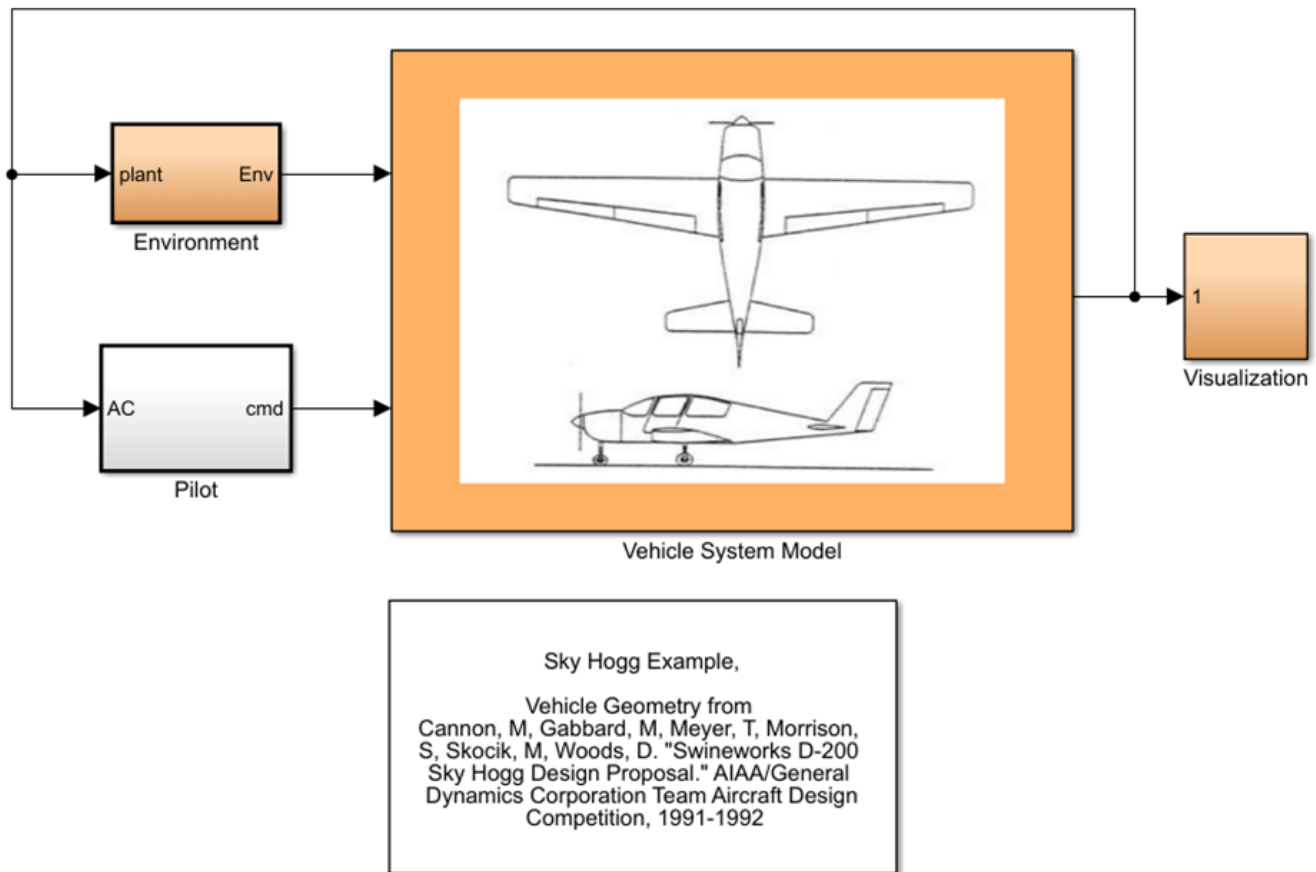 plant Env
Environment
AC cmd
Pilot
Vehicle System Model
1
Visualization
Sky Hogg Example,
Vehicle Geometry from
Cannon, M, Gabbard, M, Meyer, T, Morrison,
S, Skocik, M, Woods, D. "Swineworks D-200
Sky Hogg Design Proposal." AIAA/General
Dynamics Corporation Team Aircraft Design
Competition, 1991-1992